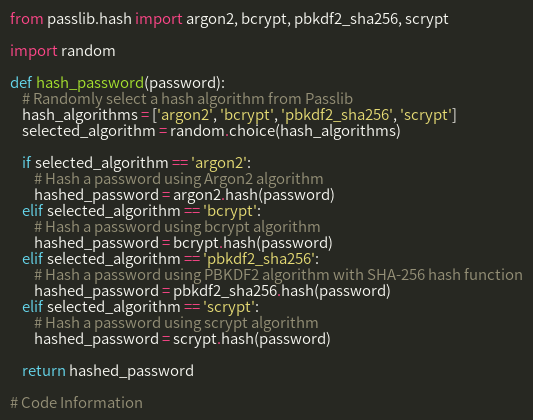 from passlib.hash import argon2, bcrypt, pbkdf2_sha256, scrypt
import random
def hash_password(password):
# Randomly select a hash algorithm from Passlib
hash_algorithms = ['argon2', 'bcrypt', 'pbkdf2_sha256', 'scrypt']
selected_algorithm = random.choice(hash_algorithms)
if selected_algorithm == 'argon2':
# Hash a password using Argon2 algorithm
hashed_password = argon2.hash(password)
elif selected_algorithm == 'bcrypt':
# Hash a password using bcrypt algorithm
hashed_password = bcrypt.hash(password)
elif selected_algorithm == 'pbkdf2_sha256':
# Hash a password using PBKDF2 algorithm with SHA-256 hash function
hashed_password = pbkdf2_sha256.hash(password)
elif selected_algorithm == 'scrypt':
# Hash a password using scrypt algorithm
hashed_password = scrypt.hash(password)
return hashed_password
# Code Information